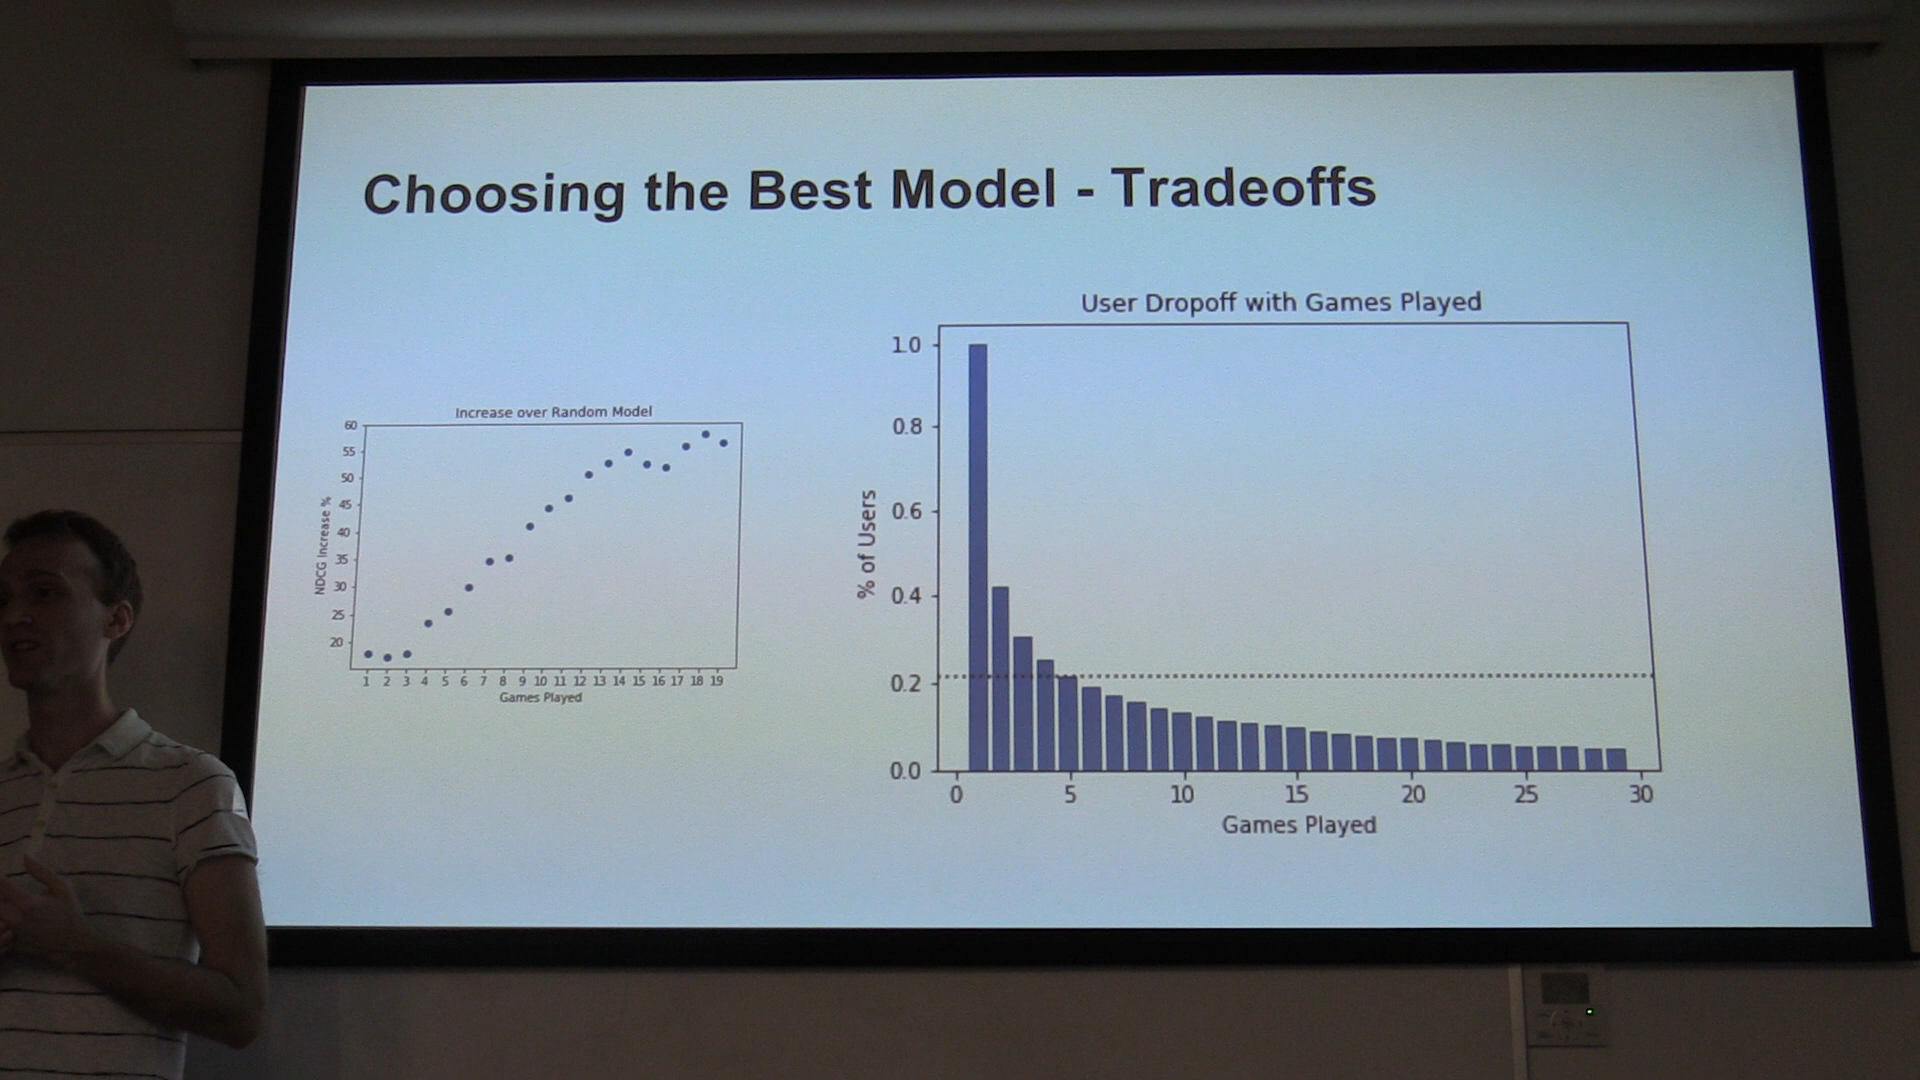 Choosing the Best Model - Tradeoffs
Increase over Random Model
60
55
50
45
40
35
30
25
20
NDCG Increase %
1 2 3 4 5 6 7 8 9 10 11 12 13 14 15 16 17 18 19
Games Played
User Dropoff with Games Played
1.0
0.8
0.6
0.4
0.2
0.0
% of Users
0 5 10 15 20 25 30
Games Played